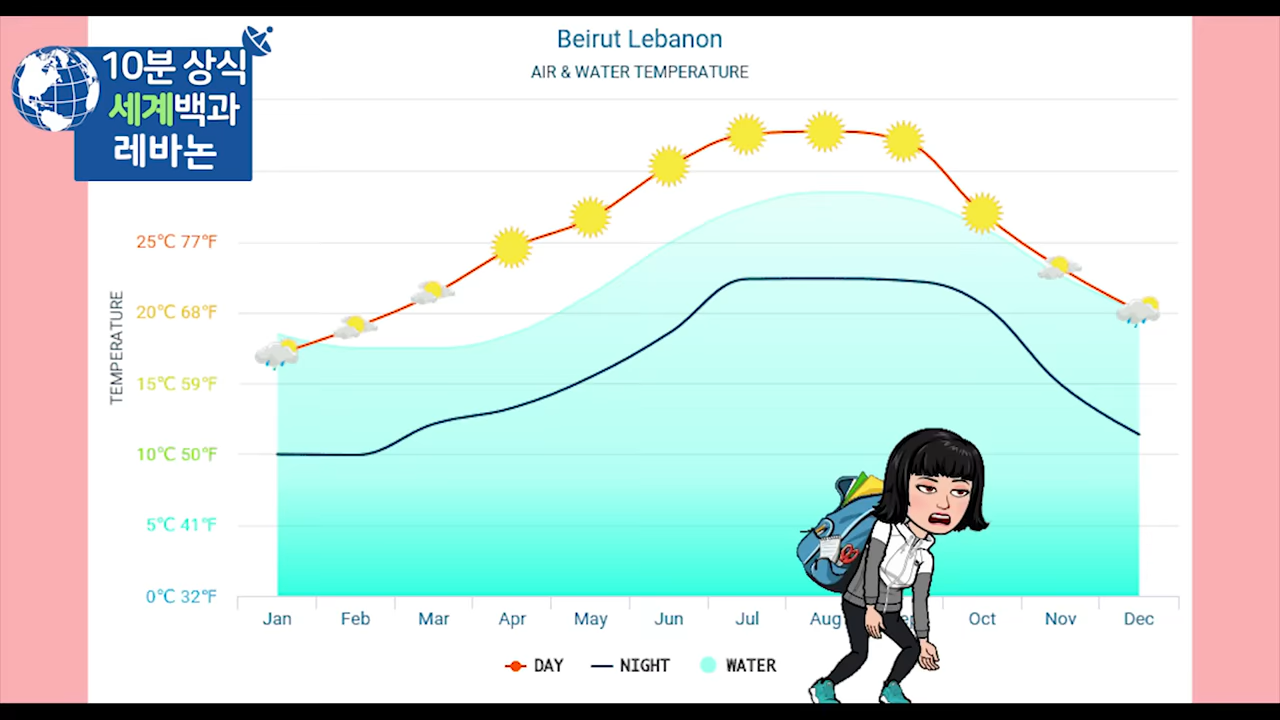 10분 상식
세계백과
레바논
Beirut Lebanon
AIR & WATER TEMPERATURE
TEMPERATURE
25°C 77°F
20°C 68°F
15°C 59°F
10°C 50°F
5°C 41°F
0°C 32°F
Jan Feb Mar Apr May Jun Jul Aug Oct Nov Dec
DAY NIGHT WATER